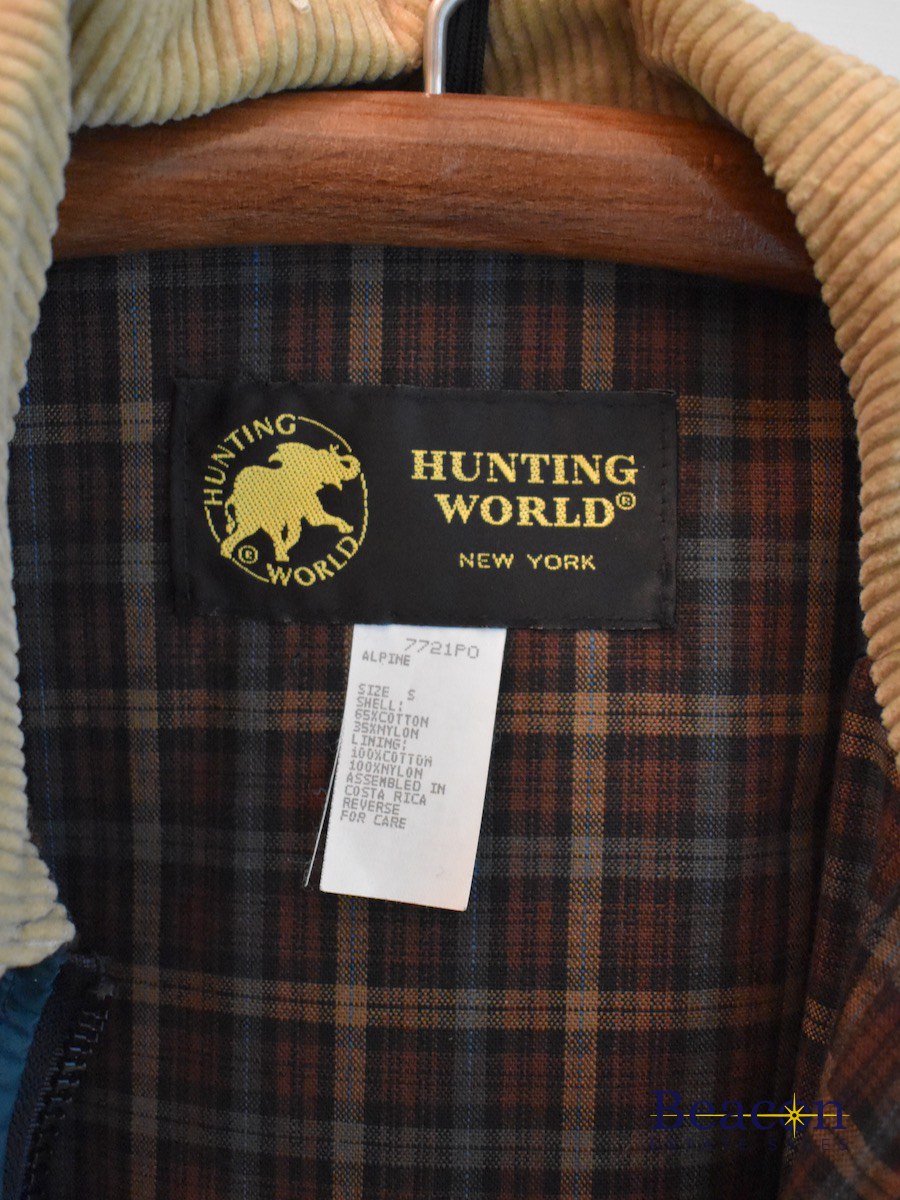 HUNTING
WORLD
®
HUNTING
WORLD®
NEW YORK
7721PO
ALPINE
SIZE S
SHELL:
65%COTTON
35%NYLON
LINING:
100%COTTON
100%NYLON
ASSEMBLED IN
COSTA RICA
REVERSE
FOR CARE
Beacon